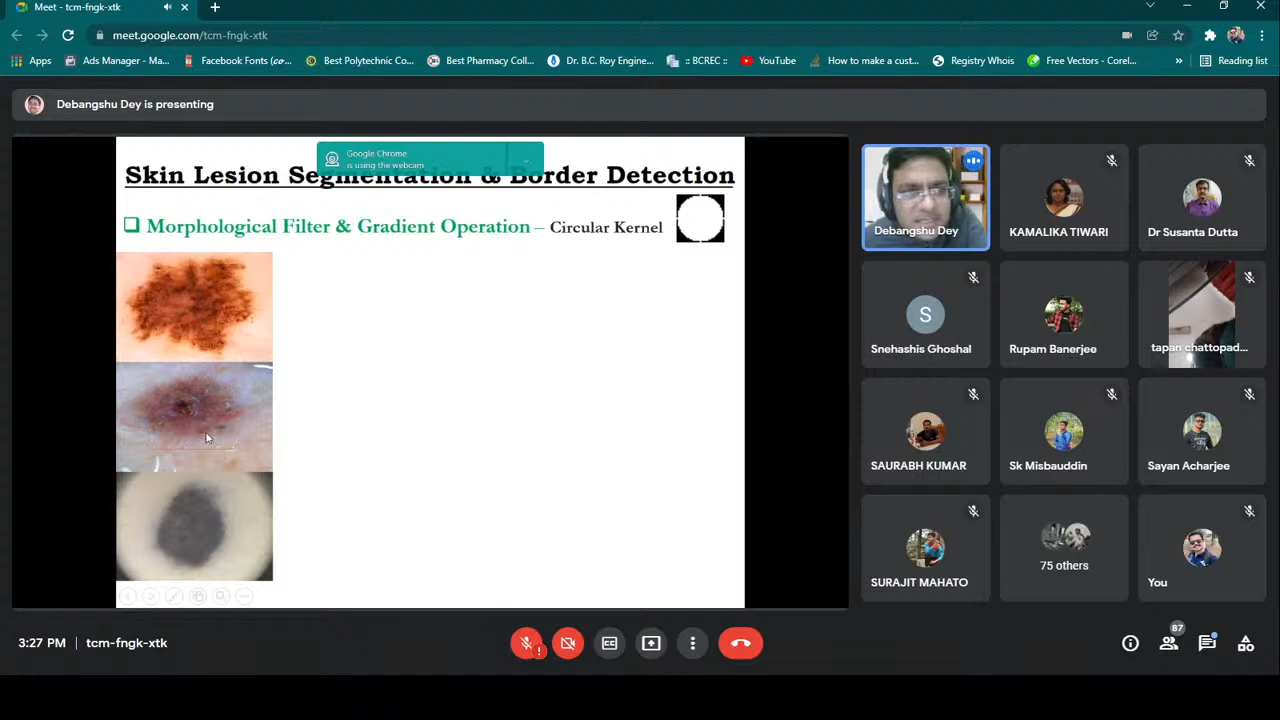 Meet - tcm-fngk-xtk
meet.google.com/tcm-fngk-xtk
Apps
Ads Manager - Ma...
Facebook Fonts
Best Polytechnic Co...
Best Pharmacy Coll...
Dr. B.C. Roy Engine...
:: BCREC ::
YouTube
How to make a cust...
Registry Whois
Free Vectors - Corel...
»
Reading list
Debangshu Dey is presenting
Google Chrome
is using the webcam
Skin Lesion Segmentation & Border Detection
Morphological Filter & Gradient Operation – Circular Kernel
Debangshu Dey
KAMALIKA TIWARI
Dr Susanta Dutta
S
Snehashis Ghoshal
Rupam Banerjee
tapan chattopad...
SAURABH KUMAR
Sk Misbauddin
Sayan Acharjee
SURAJIT MAHATO
75 others
You
3:27 PM | tcm-fngk-xtk
87